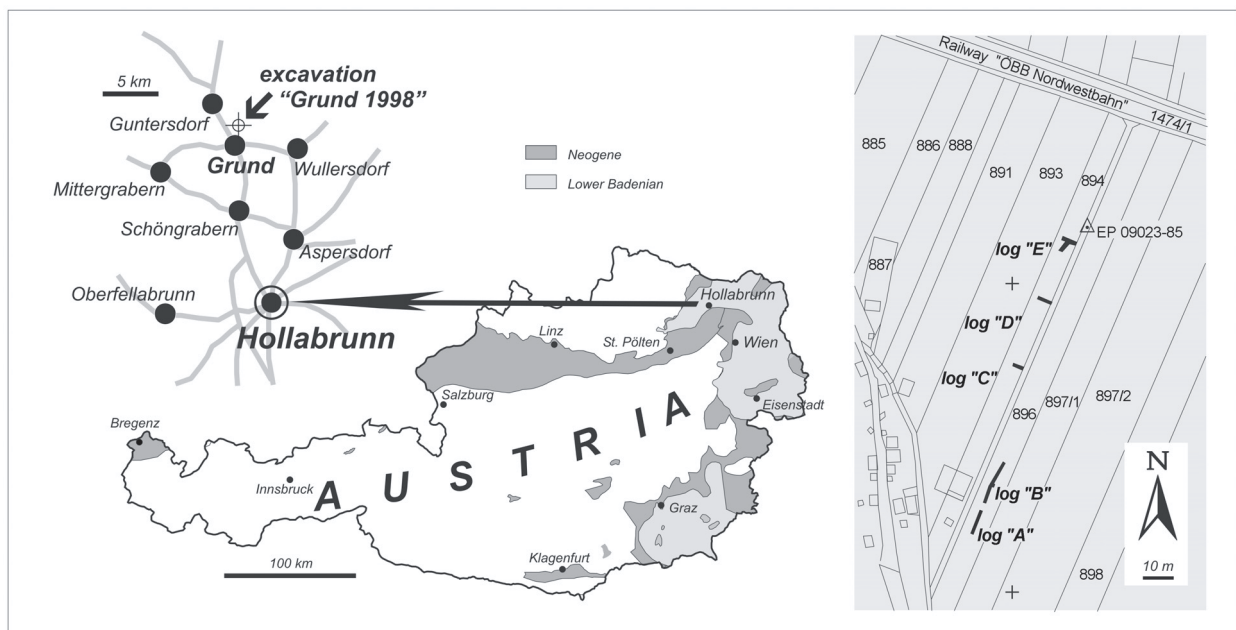 5 km
excavation
“Grund 1998”
Guntersdorf
Grund
Wullersdorf
Mittergrabern
Schöngrabern
Aspersdorf
Oberfellabrunn
Hollabrunn
Neogene
Lower Badenian
Hollabrunn
Linz
St. Pölten
Wien
Salzburg
Eisenstadt
Bregenz
Innsbruck
AUSTRIA
Graz
Klagenfurt
100 km
Railway "ÖBB Nordwestbahn"
1474/1
885
886
888
891
893
894
EP 09023-85
log "E"
887
log "D"
log "C"
896
897/1
897/2
log "B"
log "A"
898
N
10 m